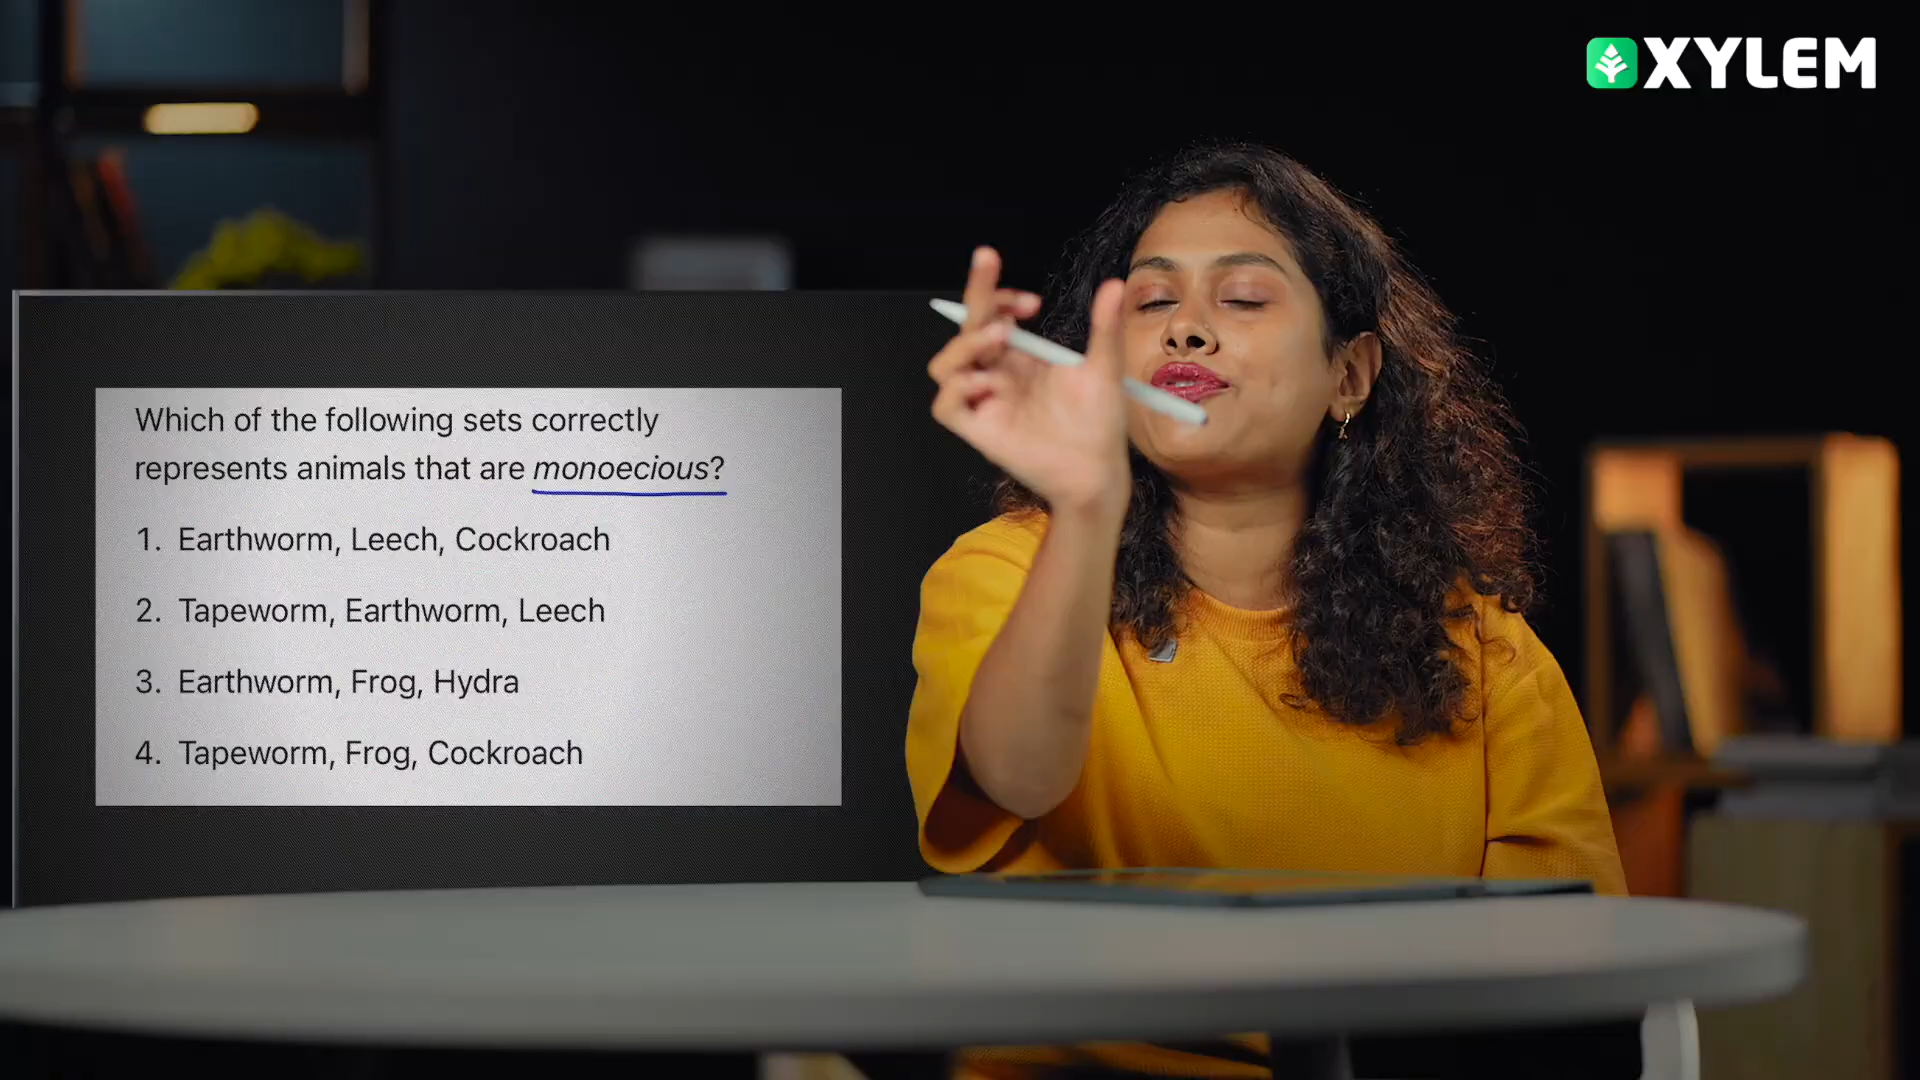 XYLEM
Which of the following sets correctly
represents animals that are monoecious?
1. Earthworm, Leech, Cockroach
2. Tapeworm, Earthworm, Leech
3. Earthworm, Frog, Hydra
4. Tapeworm, Frog, Cockroach